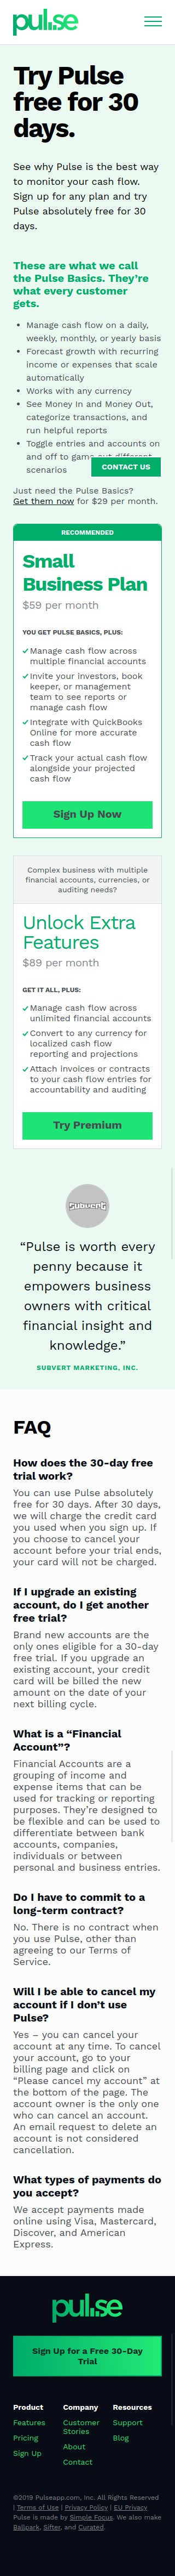 pulse
Try Pulse
free for 30
days.
See why Pulse is the best way
to monitor your cash flow.
Sign up for any plan and try
Pulse absolutely free for 30
days.
These are what we call
the Pulse Basics. They’re
what every customer
gets.
Manage cash flow on a daily,
weekly, monthly, or yearly basis
Forecast growth with recurring
income or expenses that scale
automatically
Works with any currency
See Money In and Money Out,
categorize transactions, and
run helpful reports
Toggle entries and accounts on
and off to
scenarios
CONTACT US
Just need the Pulse Basics?
Get them now for $29 per month.
RECOMMENDED
Small
Business Plan
$59 per month
YOU GET PULSE BASICS, PLUS:
Manage cash flow across
multiple financial accounts
Invite your investors, book
keeper, or management
team to see reports or
manage cash flow
Integrate with QuickBooks
Online for more accurate
cash flow
Track your actual cash flow
alongside your projected
cash flow
Sign Up Now
Complex business with multiple
financial accounts, currencies, or
auditing needs?
Unlock Extra
Features
$89 per month
GET IT ALL, PLUS:
Manage cash flow across
unlimited financial accounts
Convert to any currency for
localized cash flow
reporting and projections
Attach invoices or contracts
to your cash flow entries for
accountability and auditing
Try Premium
subvert
“Pulse is worth every
penny because it
empowers business
owners with critical
financial insight and
knowledge.”
SUBVERT MARKETING, INC.
FAQ
How does the 30-day free
trial work?
You can use Pulse absolutely
free for 30 days. After 30 days,
we will charge the credit card
you used when you sign up. If
you choose to cancel your
account before your trial ends,
your card will not be charged.
If I upgrade an existing
account, do I get another
free trial?
Brand new accounts are the
only ones eligible for a 30-day
free trial. If you upgrade an
existing account, your credit
card will be billed the new
amount on the date of your
next billing cycle.
What is a “Financial
Account”?
Financial Accounts are a
grouping of income and
expense items that can be
used for tracking or reporting
purposes. They’re designed to
be flexible and can be used to
differentiate between bank
accounts, companies,
individuals or between
personal and business entries.
Do I have to commit to a
long-term contract?
No. There is no contract when
you use Pulse, other than
agreeing to our Terms of
Service.
Will I be able to cancel my
account if I don’t use
Pulse?
Yes – you can cancel your
account at any time. To cancel
your account, go to your
billing page and click on
“Please cancel my account” at
the bottom of the page. The
account owner is the only one
who can cancel an account.
An email request to delete an
account is not considered
cancellation.
What types of payments do
you accept?
We accept payments made
online using Visa, Mastercard,
Discover, and American
Express.
pulse
Sign Up for a Free 30-Day
Trial
Product
Features
Pricing
Sign Up
Company
Customer
Stories
About
Contact
Resources
Support
Blog
©2019 Pulseapp.com, Inc. All Rights Reserved
| Terms of Use | Privacy Policy | EU Privacy
Pulse is made by Simple Focus. We also make
Ballpark, Sifter, and Curated.